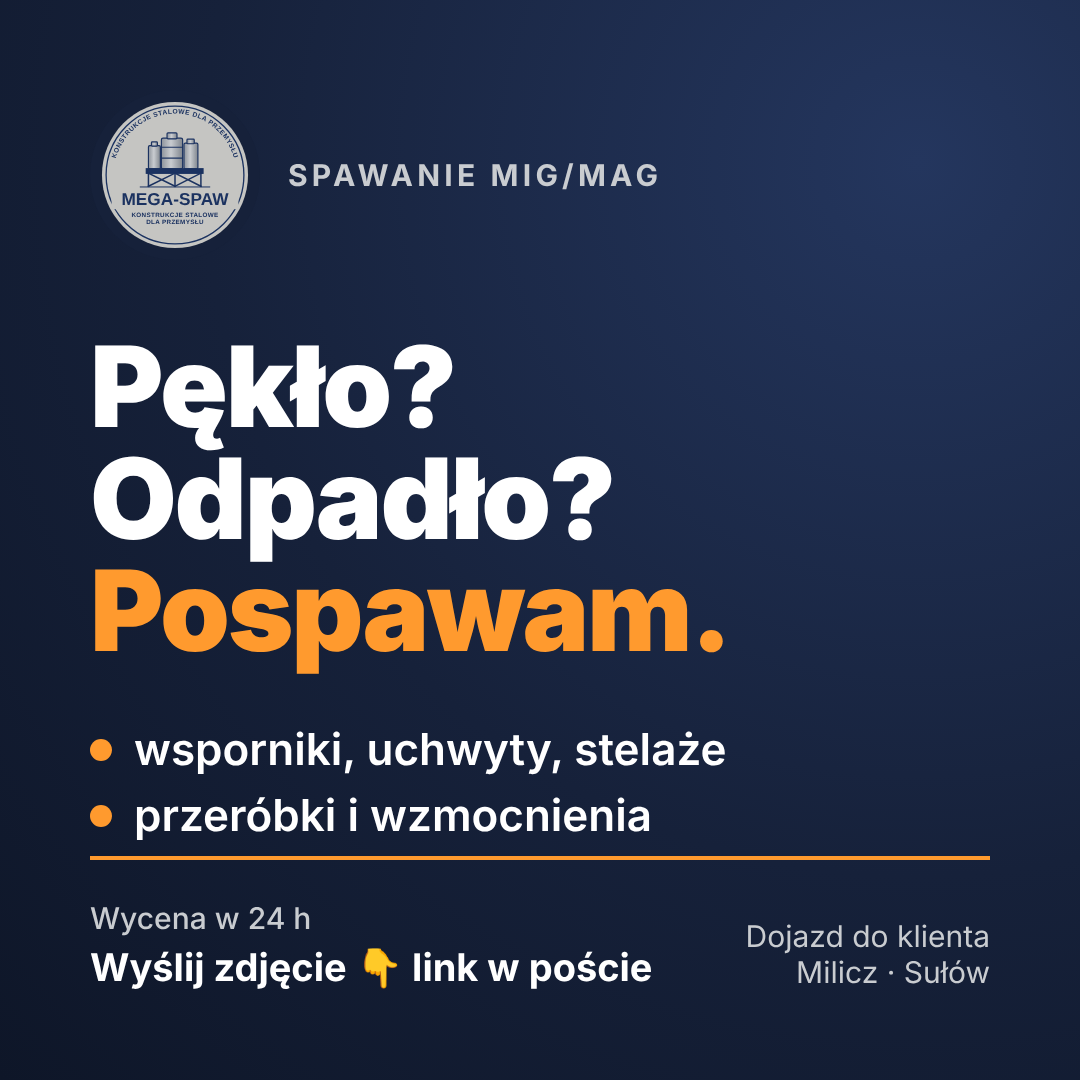 KONSTRUKCJE STALOWE DLA PRZEMYSŁU
MEGA-SPAW
KONSTRUKCJE STALOWE
DLA PRZEMYSŁU
SPAWANIE MIG/MAG
Pękło?
Odpadło?
Pospawam.
wsporniki, uchwyty, stelaże
przeróbki i wzmocnienia
Wycena w 24 h
Wyślij zdjęcie 👇 link w poście
Dojazd do klienta
Milicz · Sułów